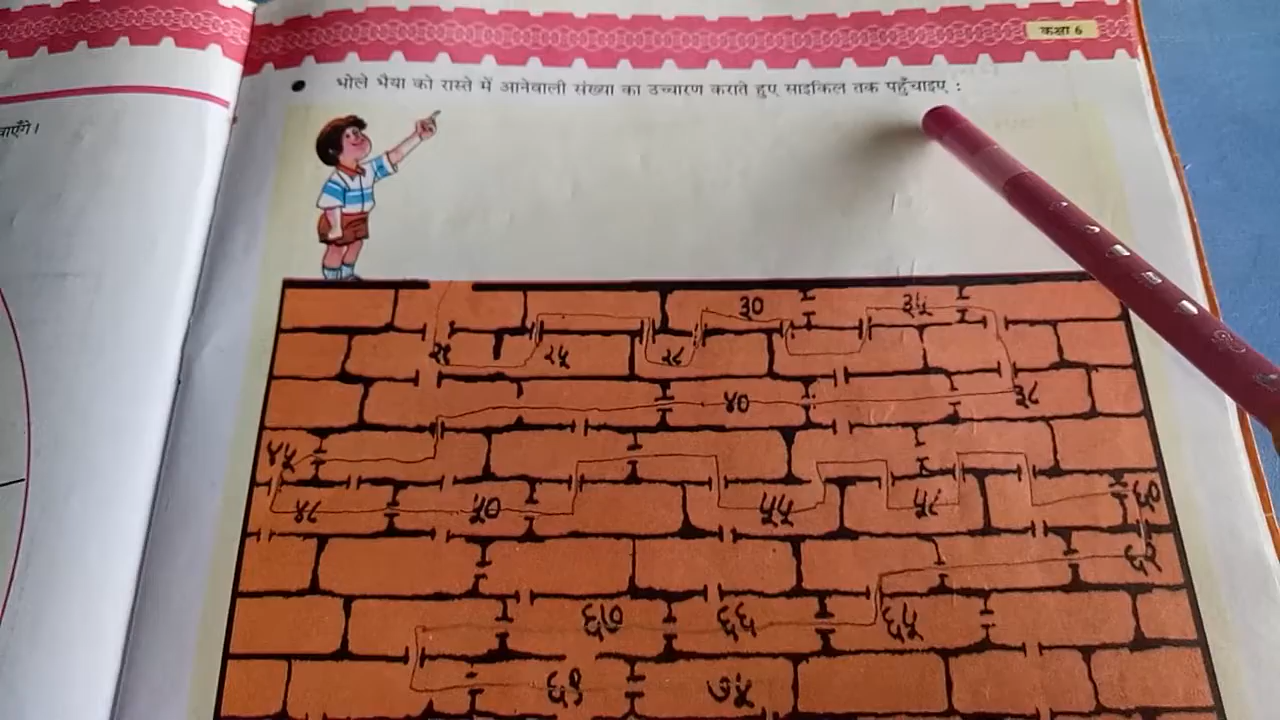 कक्षा 6
वाएँगे।
भोले भैया को रास्ते में आनेवाली संख्या का उच्चारण कराते हुए साइकिल तक पहुँचाइए :
३० ३५
२१ २५ २८
४० ३८
४५
४८ ५० ५५ ५८ ६०
६२
६७ ६६ ६५
६९ ७५